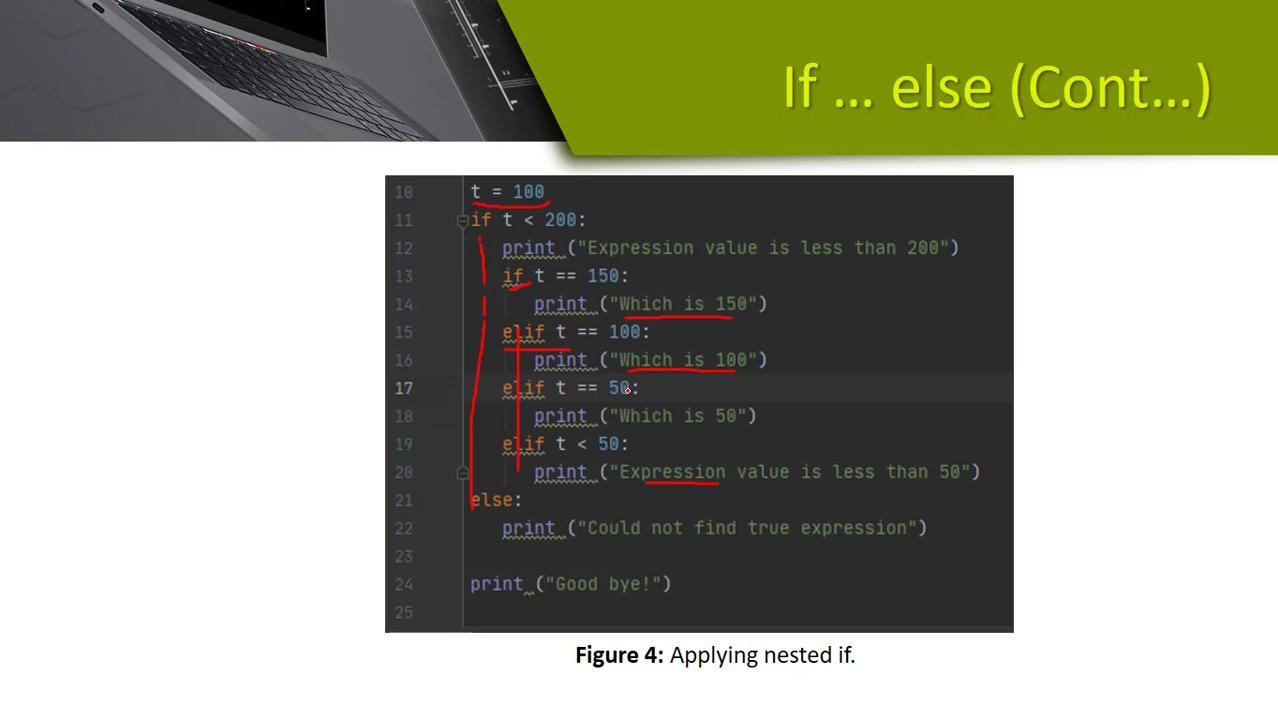 If … else (Cont…)
10 t = 100
11 if t < 200:
12 print ("Expression value is less than 200")
13 if t == 150:
14 print ("Which is 150")
15 elif t == 100:
16 print ("Which is 100")
17 elif t == 50:
18 print ("Which is 50")
19 elif t < 50:
20 print ("Expression value is less than 50")
21 else:
22 print ("Could not find true expression")
23
24 print ("Good bye!")
25
Figure 4: Applying nested if.